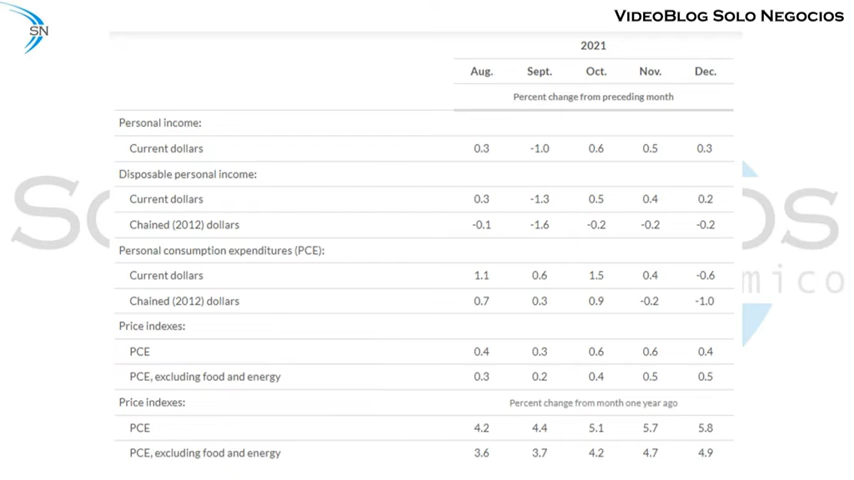 VideoBlog Solo Negocios
SN
2021
Aug. Sept. Oct. Nov. Dec.
Percent change from preceding month
Personal income:
Current dollars 0.3 -1.0 0.6 0.5 0.3
Disposable personal income:
Current dollars 0.3 -1.3 0.5 0.4 0.2
Chained (2012) dollars -0.1 -1.6 -0.2 -0.2 -0.2
Personal consumption expenditures (PCE):
Current dollars 1.1 0.6 1.5 0.4 -0.6
Chained (2012) dollars 0.7 0.3 0.9 -0.2 -1.0
Price indexes:
PCE 0.4 0.3 0.6 0.6 0.4
PCE, excluding food and energy 0.3 0.2 0.4 0.5 0.5
Price indexes: Percent change from month one year ago
PCE 4.2 4.4 5.1 5.7 5.8
PCE, excluding food and energy 3.6 3.7 4.2 4.7 4.9